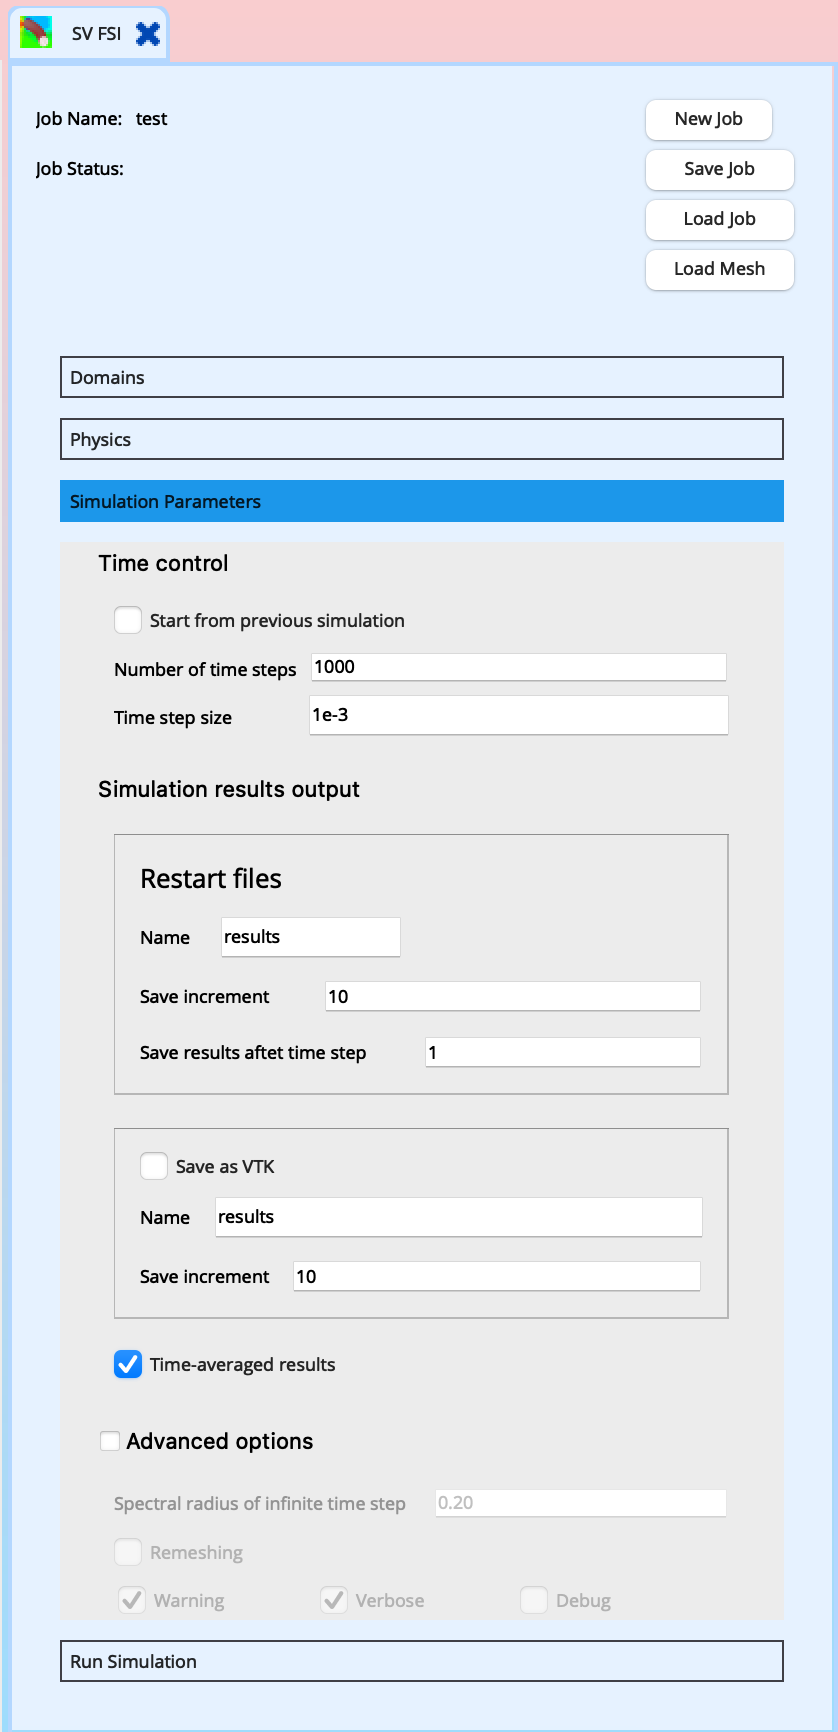 SV FSI
Job Name: test
New Job
Job Status:
Save Job
Load Job
Load Mesh
Domains
Physics
Simulation Parameters
Time control
Start from previous simulation
Number of time steps 1000
Time step size 1e-3
Simulation results output
Restart files
Name results
Save increment 10
Save results aftet time step 1
Save as VTK
Name results
Save increment 10
Time-averaged results
Advanced options
Spectral radius of infinite time step 0.20
Remeshing
Warning Verbose Debug
Run Simulation